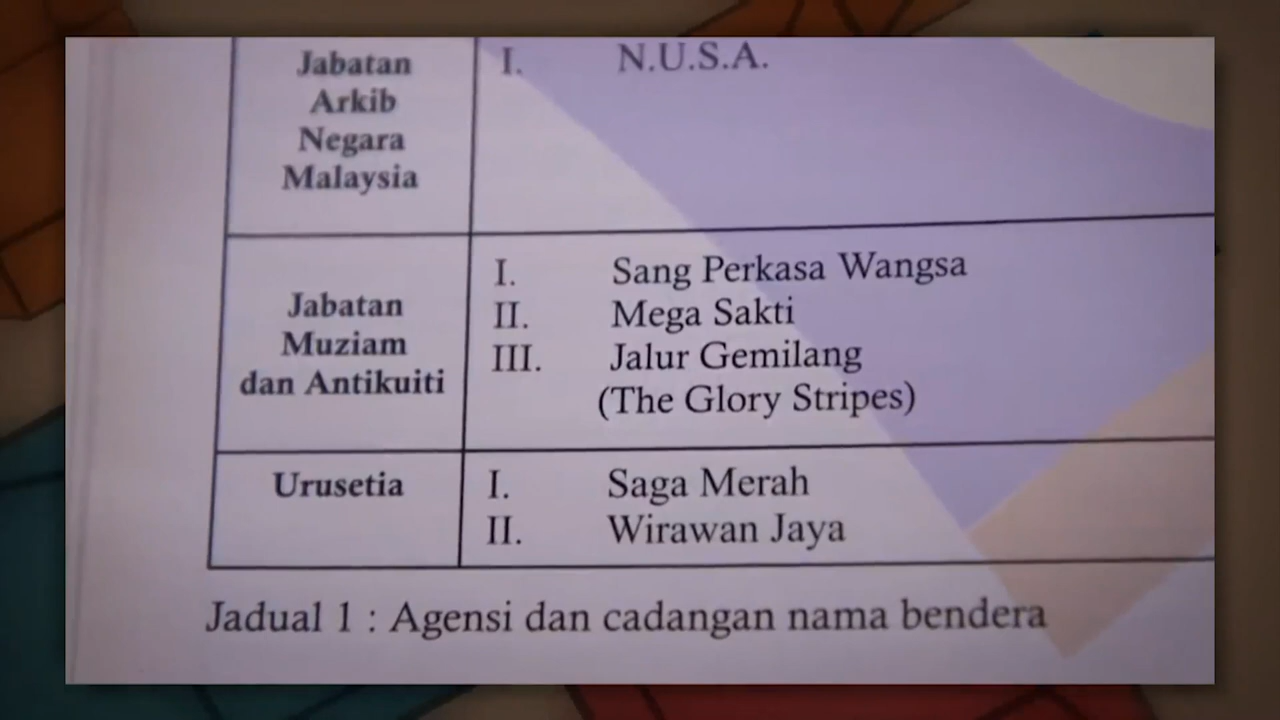 Jabatan
Arkib
Negara
Malaysia
I. N.U.S.A.
Jabatan
Muziam
dan Antikuiti
I. Sang Perkasa Wangsa
II. Mega Sakti
III. Jalur Gemilang
(The Glory Stripes)
Urusetia
I. Saga Merah
II. Wirawan Jaya
Jadual 1 : Agensi dan cadangan nama bendera